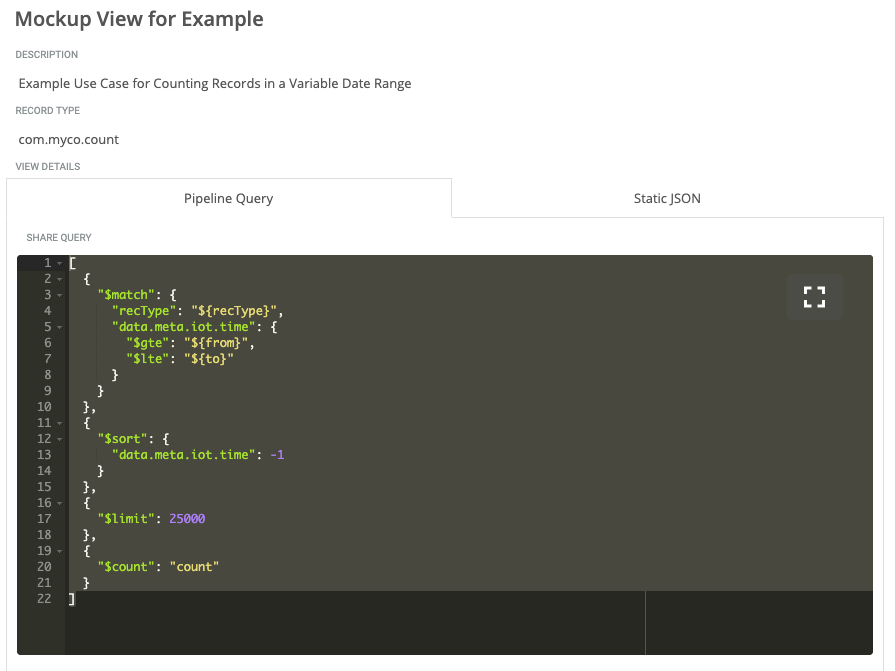 Mockup View for Example
DESCRIPTION
Example Use Case for Counting Records in a Variable Date Range
RECORD TYPE
com.myco.count
VIEW DETAILS
Pipeline Query
Static JSON
SHARE QUERY
1 [
2   {
3     "$match": {
4       "recType": "${recType}",
5       "data.meta.iot.time": {
6         "$gte": "${from}",
7         "$lte": "${to}"
8       }
9     }
10   },
11   {
12     "$sort": {
13       "data.meta.iot.time": -1
14     }
15   },
16   {
17     "$limit": 25000
18   },
19   {
20     "$count": "count"
21   }
22 ]